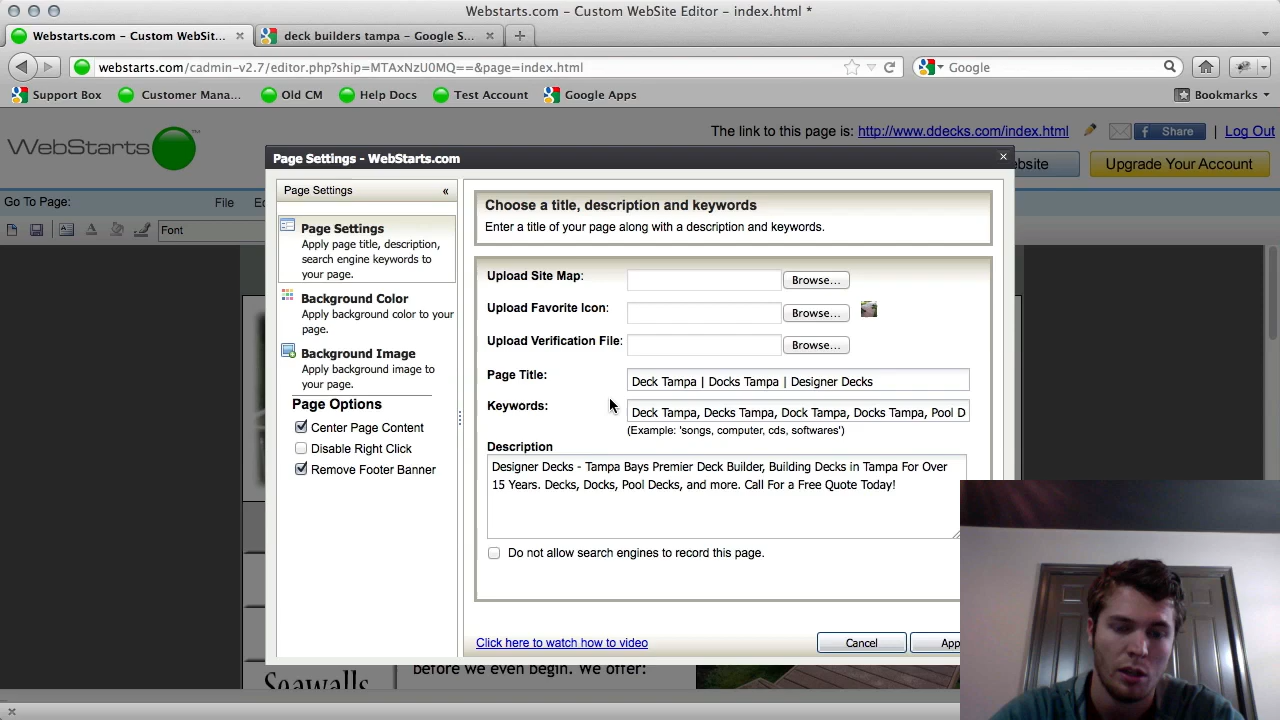 Webstarts.com - Custom WebSite Editor - index.html *
Webstarts.com - Custom WebSit...
deck builders tampa - Google S...
webstarts.com/cadmin-v2.7/editor.php?ship=MTAxNzU0MQ==&page=index.html
Google
Support Box
Customer Mana...
Old CM
Help Docs
Test Account
Google Apps
Bookmarks
WebStarts
The link to this page is: http://www.ddecks.com/index.html
Share
| Log Out
Upgrade Your Account
Go To Page:
File
Font
Page Settings - WebStarts.com
Page Settings
«
Page Settings
Apply page title, description,
search engine keywords to
your page.
Background Color
Apply background color to your
page.
Background Image
Apply background image to
your page.
Page Options
Center Page Content
Disable Right Click
Remove Footer Banner
Choose a title, description and keywords
Enter a title of your page along with a description and keywords.
Upload Site Map:
Browse...
Upload Favorite Icon:
Browse...
Upload Verification File:
Browse...
Page Title:
Deck Tampa | Docks Tampa | Designer Decks
Keywords:
Deck Tampa, Decks Tampa, Dock Tampa, Docks Tampa, Pool D
(Example: 'songs, computer, cds, softwares')
Description
Designer Decks - Tampa Bays Premier Deck Builder, Building Decks in Tampa For Over
15 Years. Decks, Docks, Pool Decks, and more. Call For a Free Quote Today!
Do not allow search engines to record this page.
Click here to watch how to video
Cancel
App
before we even begin. We offer:
Seawalls